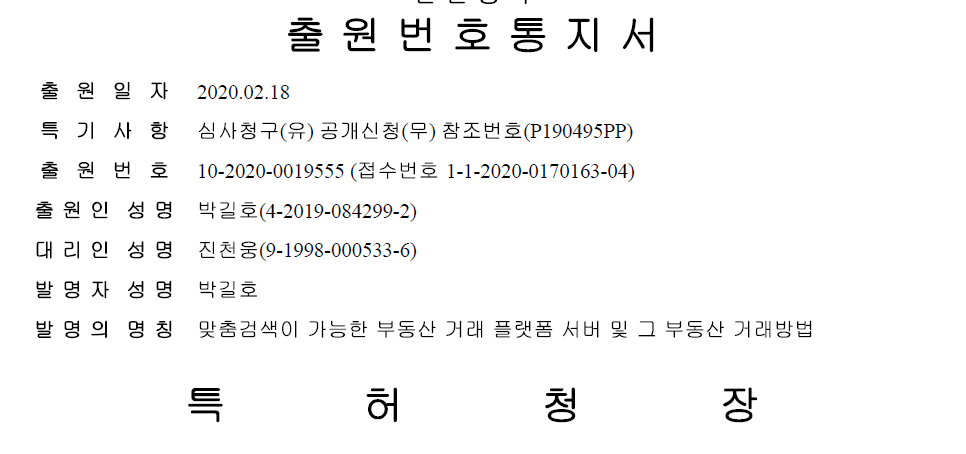 출원번호통지서
출원일자 2020.02.18
특기사항 심사청구(유) 공개신청(무) 참조번호(P190495PP)
출원번호 10-2020-0019555 (접수번호 1-1-2020-0170163-04)
출원인 성명 박길호(4-2019-084299-2)
대리인 성명 진천웅(9-1998-000533-6)
발명자 성명 박길호
발명의 명칭 맞춤검색이 가능한 부동산 거래 플랫폼 서버 및 그 부동산 거래방법
특허청장